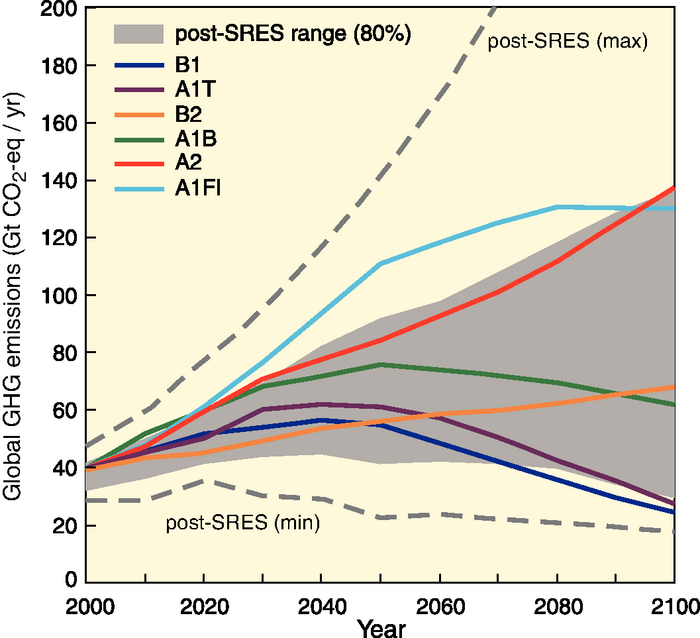 Global GHG emissions (Gt CO2-eq / yr)
200
180
160
140
120
100
80
60
40
20
0
post-SRES range (80%)
B1
A1T
B2
A1B
A2
A1FI
post-SRES (max)
post-SRES (min)
2000 2020 2040 2060 2080 2100
Year